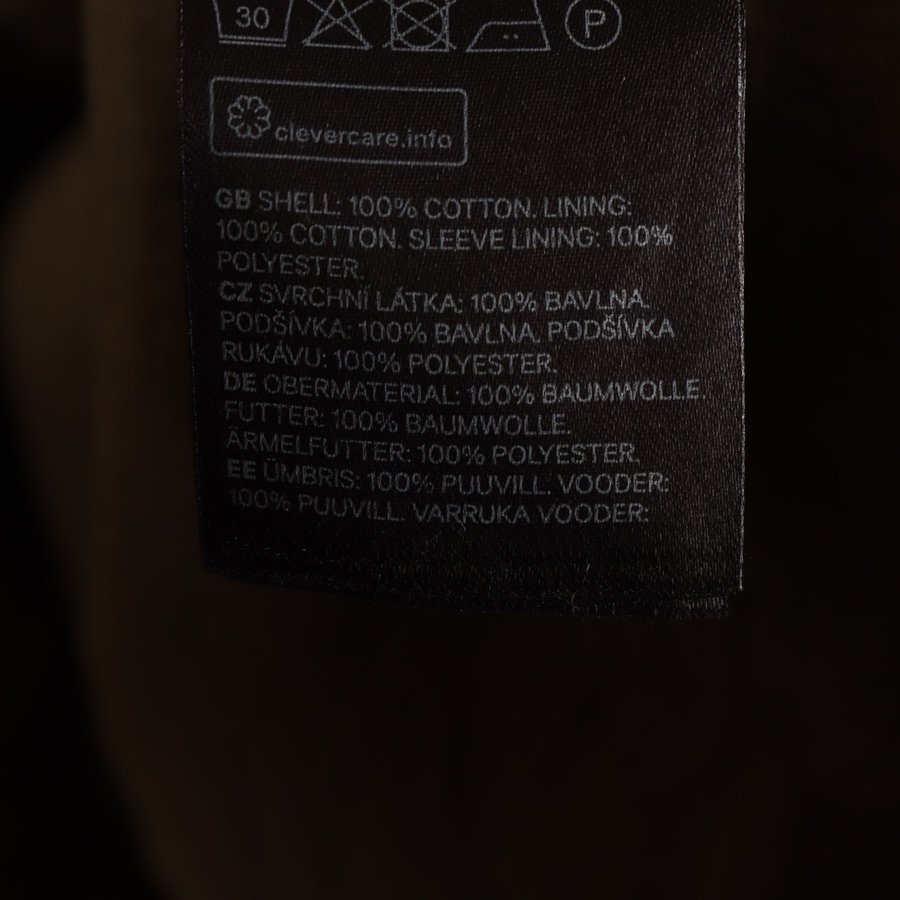 30 P
clevercare.info
GB SHELL: 100% COTTON. LINING:
100% COTTON. SLEEVE LINING: 100%
POLYESTER.
CZ SVRCHNÍ LÁTKA: 100% BAVLNA.
PODŠÍVKA: 100% BAVLNA. PODŠÍVKA
RUKÁVU: 100% POLYESTER.
DE OBERMATERIAL: 100% BAUMWOLLE.
FUTTER: 100% BAUMWOLLE.
ÄRMELFUTTER: 100% POLYESTER.
EE ÜMBRIS: 100% PUUVILL. VOODER:
100% PUUVILL. VARRUKA VOODER: